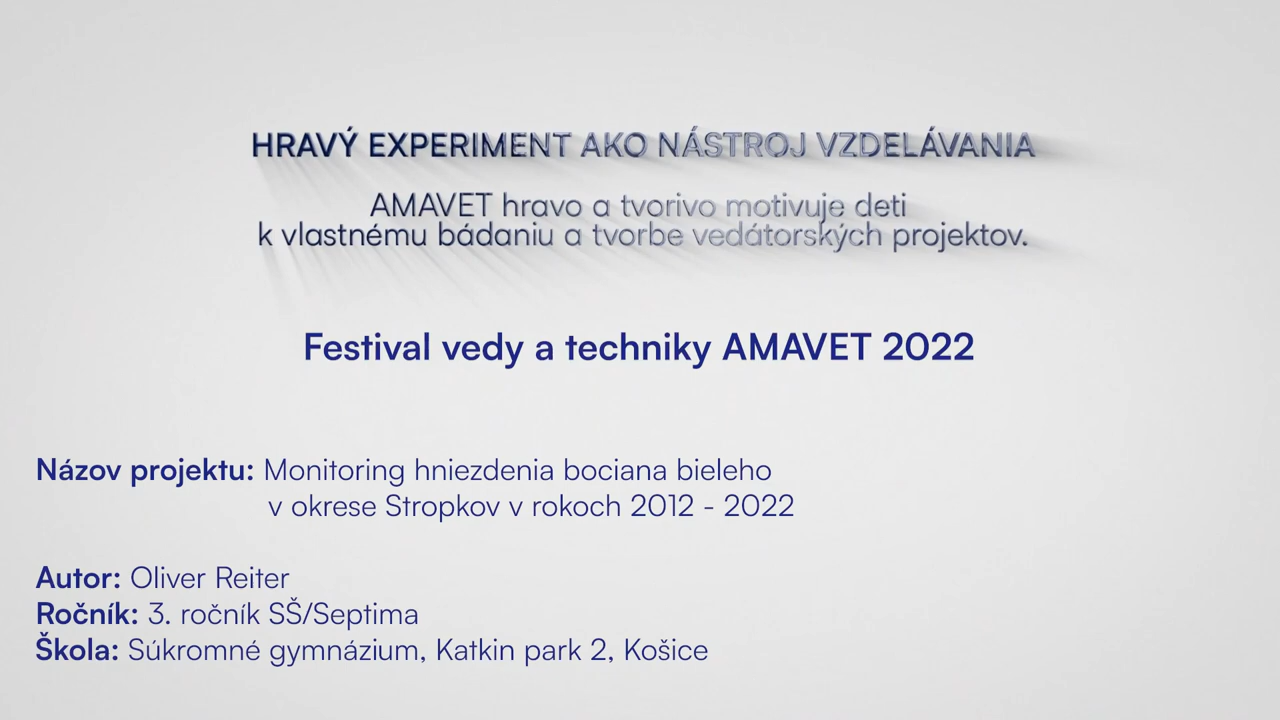 HRAVÝ EXPERIMENT AKO NÁSTROJ VZDELÁVANIA
AMAVET hravo a tvorivo motivuje deti
k vlastnému bádaniu a tvorbe vedátorských projektov.
Festival vedy a techniky AMAVET 2022
Názov projektu: Monitoring hniezdenia bociana bieleho
v okrese Stropkov v rokoch 2012 - 2022
Autor: Oliver Reiter
Ročník: 3. ročník SŠ/Septima
Škola: Súkromné gymnázium, Katkin park 2, Košice